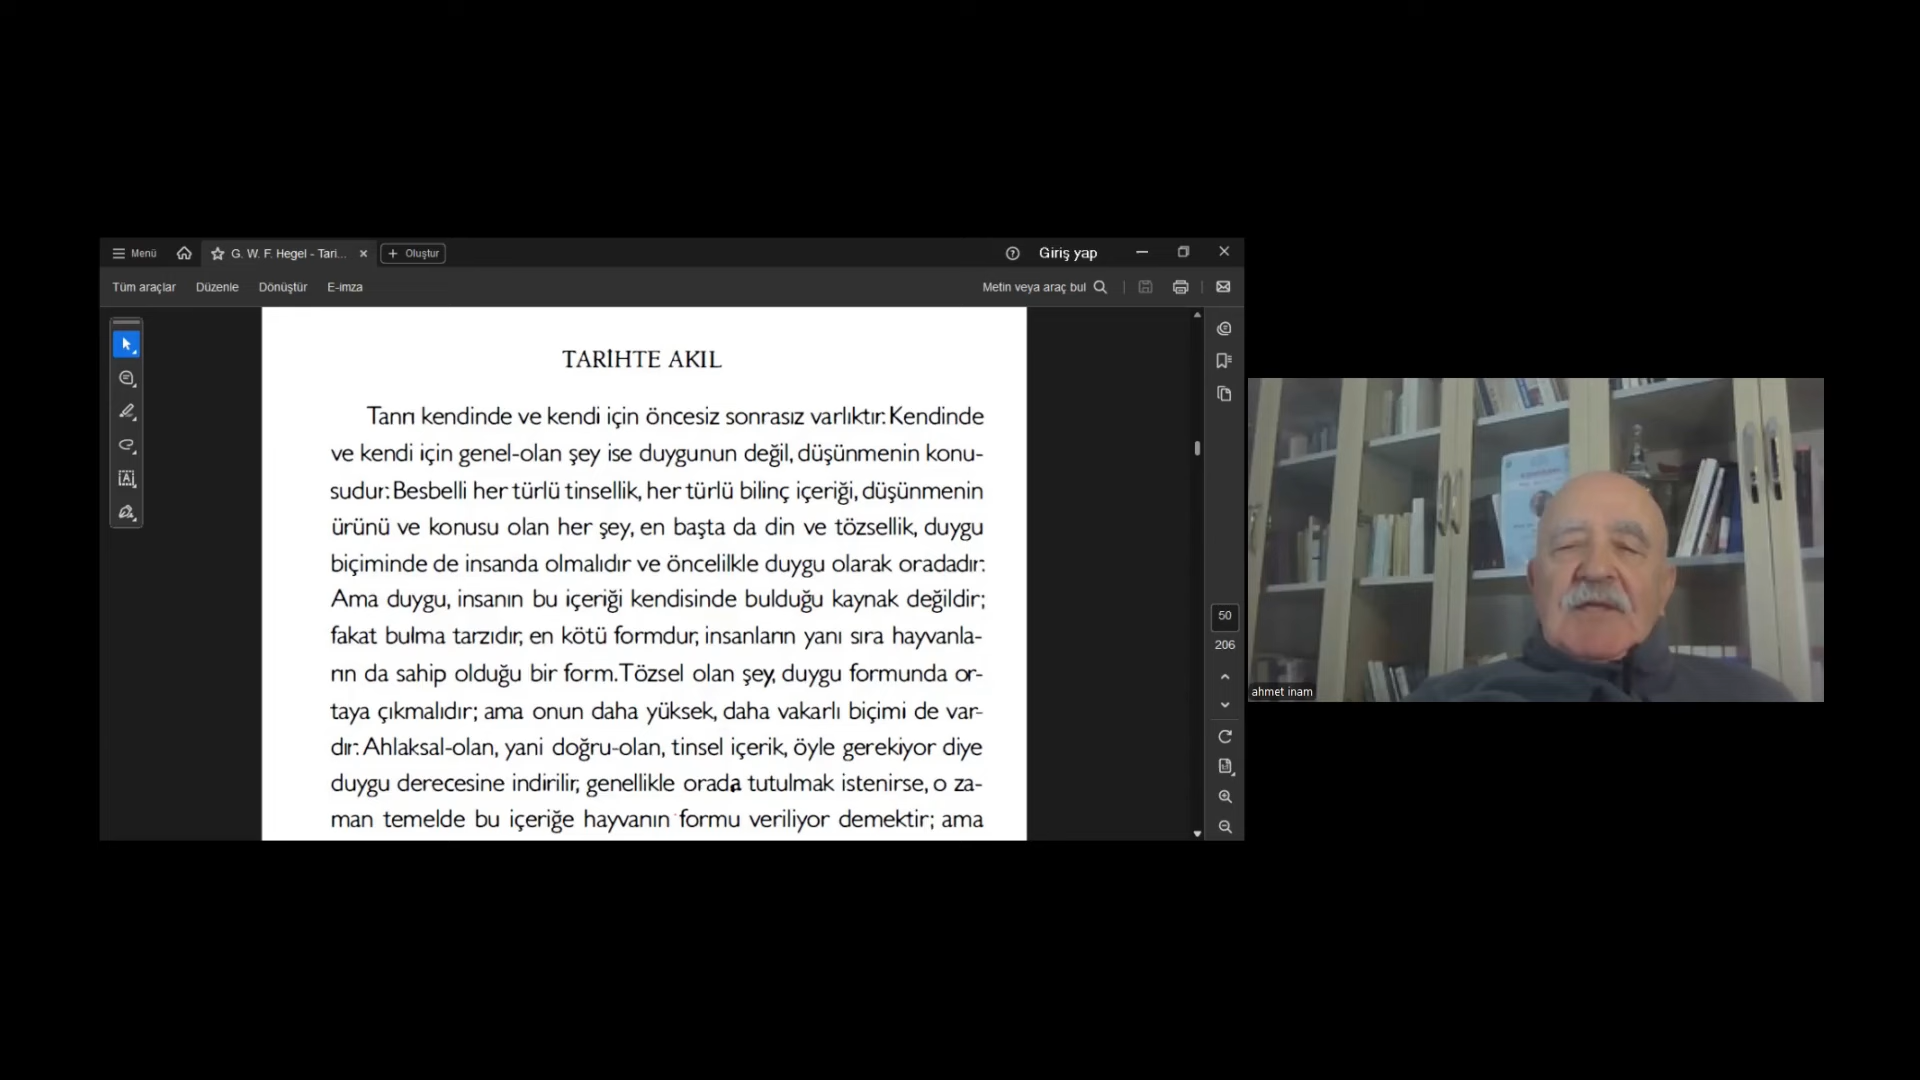 Menü
G. W. F. Hegel - Tari...
Oluştur
Giriş yap
Tüm araçlar
Düzenle
Dönüştür
E-imza
Metin veya araç bul
TARİHTE AKIL
Tanrı kendinde ve kendi için öncesiz sonrasız varlıktır. Kendinde
ve kendi için genel-olan şey ise duygunun değil, düşünmenin konu-
sudur. Besbelli her türlü tinsellik, her türlü bilinç içeriği, düşünmenin
ürünü ve konusu olan her şey, en başta da din ve tözsellik, duygu
biçiminde de insanda olmalıdır ve öncelilkle duygu olarak oradadır.
Ama duygu, insanın bu içeriği kendisinde bulduğu kaynak değildir;
fakat bulma tarzıdır, en kötü formdur, insanların yanı sıra hayvanla-
rın da sahip olduğu bir form. Tözsel olan şey, duygu formunda or-
taya çıkmalıdır; ama onun daha yüksek, daha vakarlı biçimi de var-
dır. Ahlaksal-olan, yani doğru-olan, tinsel içerik, öyle gerekiyor diye
duygu derecesine indirilir, genellikle orada tutulmak istenirse, o za-
man temelde bu içeriğe hayvanın formu veriliyor demektir; ama
50
206
ahmet inam